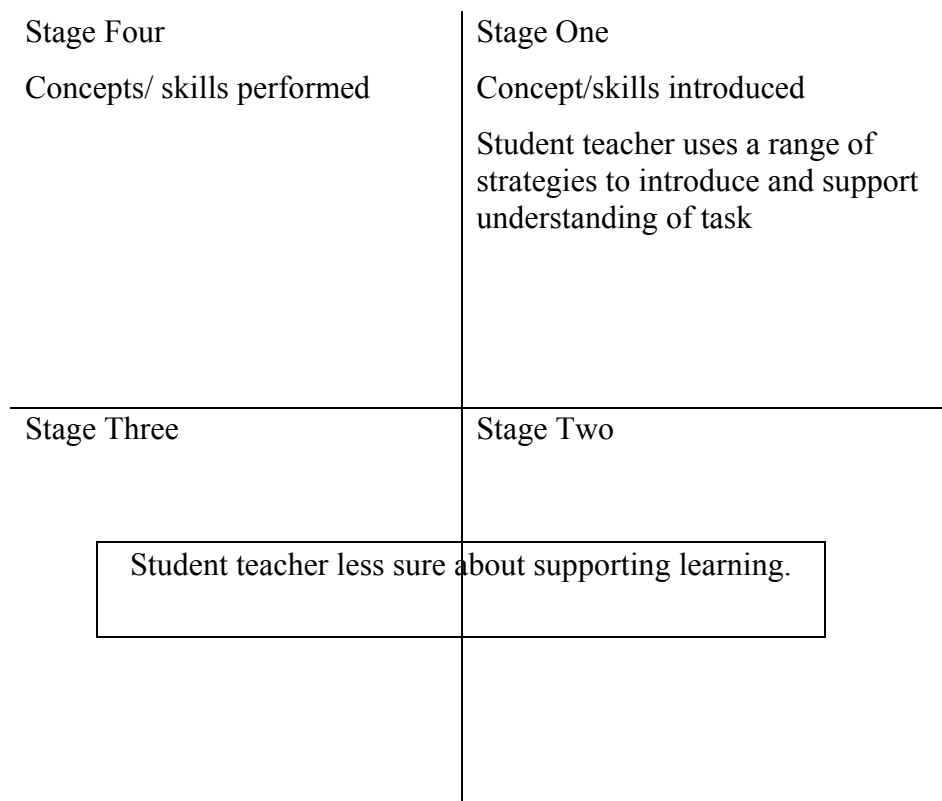 Stage Four
Concepts/ skills performed
Stage One
Concept/skills introduced
Student teacher uses a range of
strategies to introduce and support
understanding of task
Stage Three
Stage Two
Student teacher less sure about supporting learning.